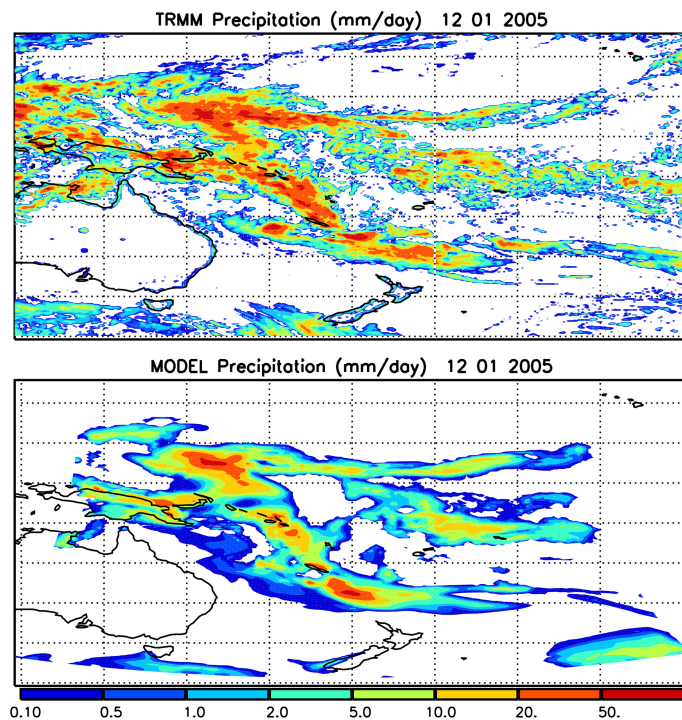 TRMM Precipitation (mm/day) 12 01 2005
MODEL Precipitation (mm/day) 12 01 2005
0.10 0.5 1.0 2.0 5.0 10.0 20. 50.